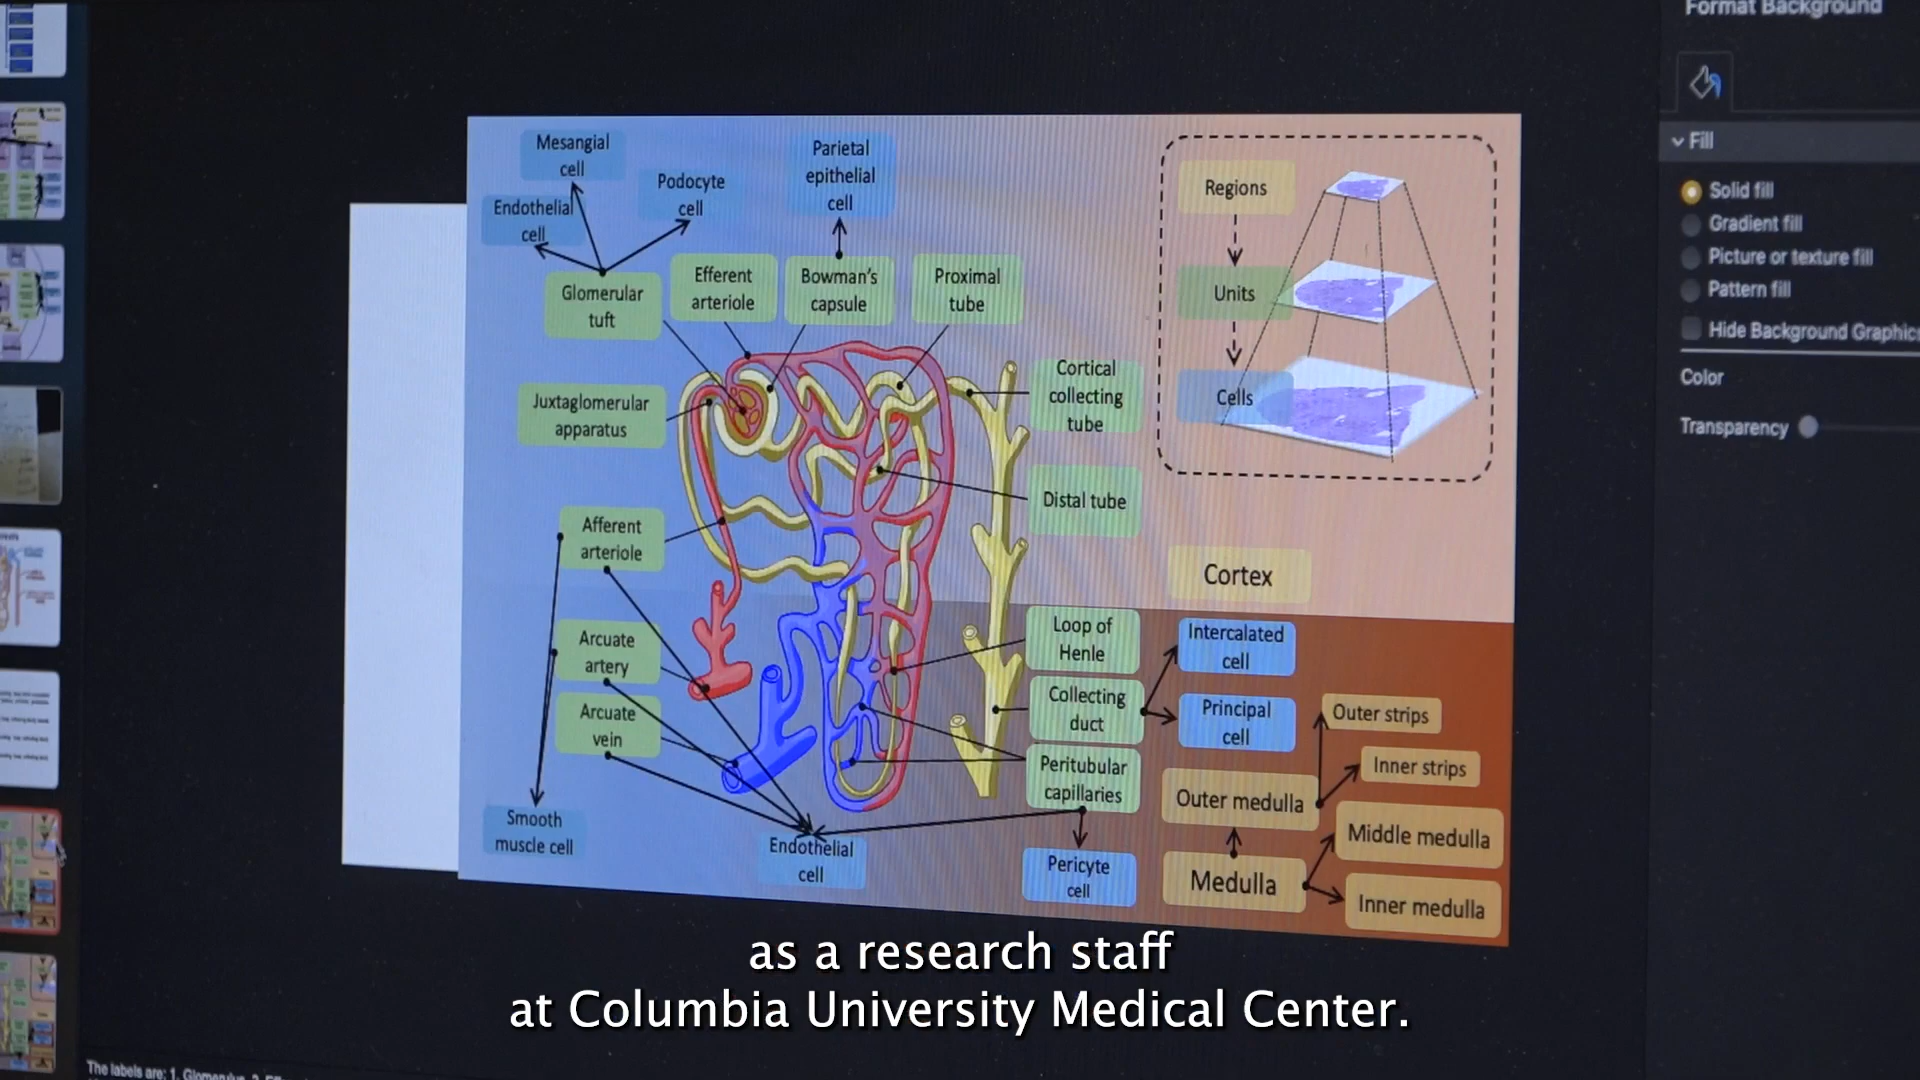 Format Background
Fill
Solid fill
Gradient fill
Picture or texture fill
Pattern fill
Hide Background Graphics
Color
Transparency
Mesangial
cell
Podocyte
cell
Endothelial
cell
Parietal
epithelial
cell
Glomerular
tuft
Efferent
arteriole
Bowman's
capsule
Proximal
tube
Juxtaglomerular
apparatus
Cortical
collecting
tube
Distal tube
Afferent
arteriole
Arcuate
artery
Arcuate
vein
Smooth
muscle cell
Endothelial
cell
Loop of
Henle
Collecting
duct
Peritubular
capillaries
Pericyte
cell
Regions
Units
Cells
Cortex
Intercalated
cell
Principal
cell
Outer strips
Inner strips
Outer medulla
Middle medulla
Medulla
Inner medulla
as a research staff
at Columbia University Medical Center.
The labels are: 1. Glomerulus, 2.